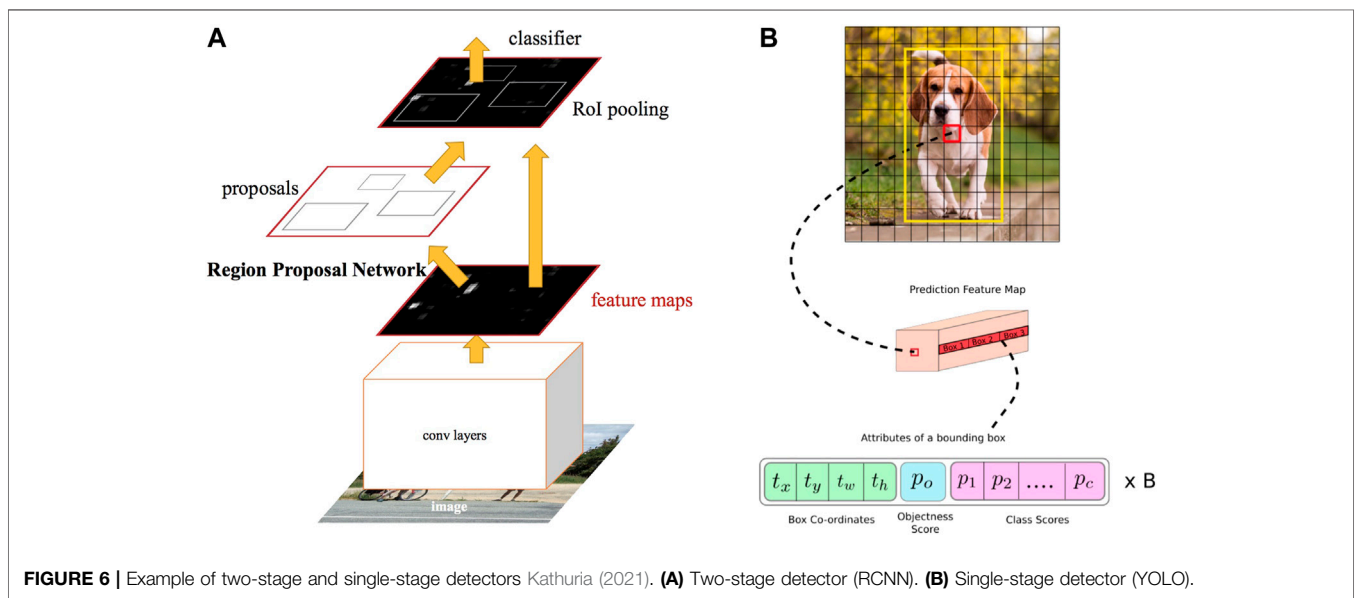 A
classifier
RoI pooling
proposals
Region Proposal Network
feature maps
conv layers
image
B
Prediction Feature Map
Box 1 Box 2 Box 3
Attributes of a bounding box
t_x t_y t_w t_h p_o p_1 p_2 .... p_c x B
Box Co-ordinates
Objectness
Score
Class Scores
FIGURE 6 | Example of two-stage and single-stage detectors Kathuria (2021). (A) Two-stage detector (RCNN). (B) Single-stage detector (YOLO).